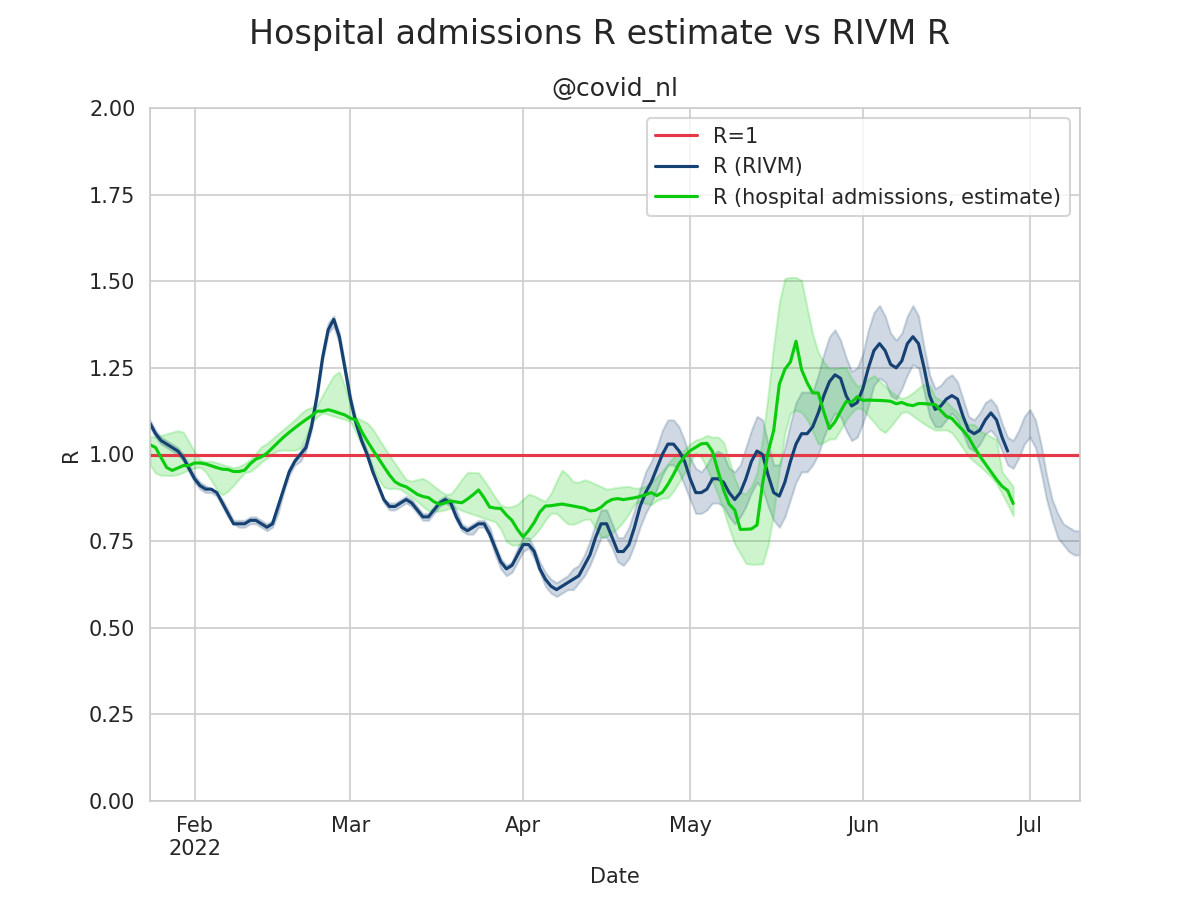 Hospital admissions R estimate vs RIVM R
@covid_nl
2.00
1.75
1.50
1.25
1.00
0.75
0.50
0.25
0.00
R
R=1
R (RIVM)
R (hospital admissions, estimate)
Feb Mar Apr May Jun Jul
2022
Date